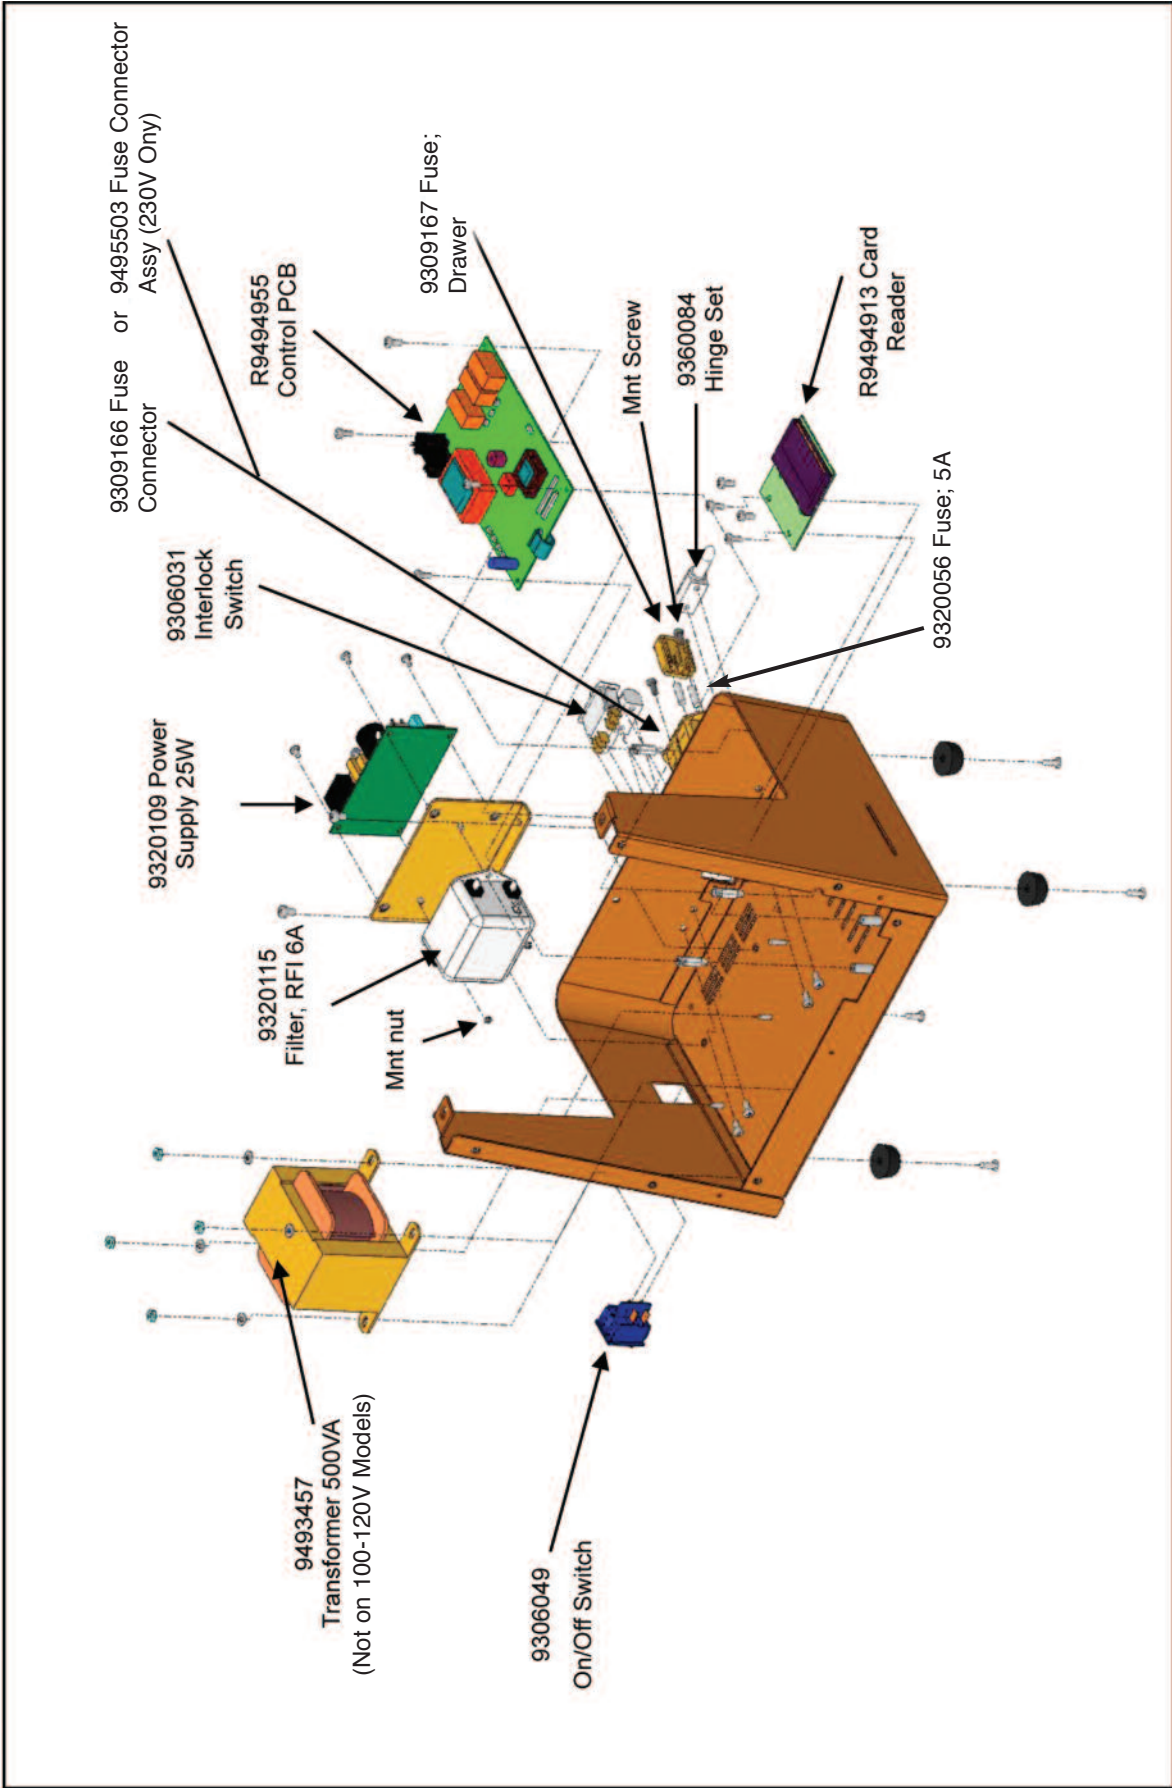 9309166 Fuse
Connector
or
9495503 Fuse Connector
Assy (230V Ony)
R9494955
Control PCB
9309167 Fuse;
Drawer
9306031
Interlock
Switch
Mnt Screw
9360084
Hinge Set
R9494913 Card
Reader
9320109 Power
Supply 25W
9320056 Fuse; 5A
9320115
Filter, RFI 6A
Mnt nut
9493457
Transformer 500VA
(Not on 100-120V Models)
9306049
On/Off Switch